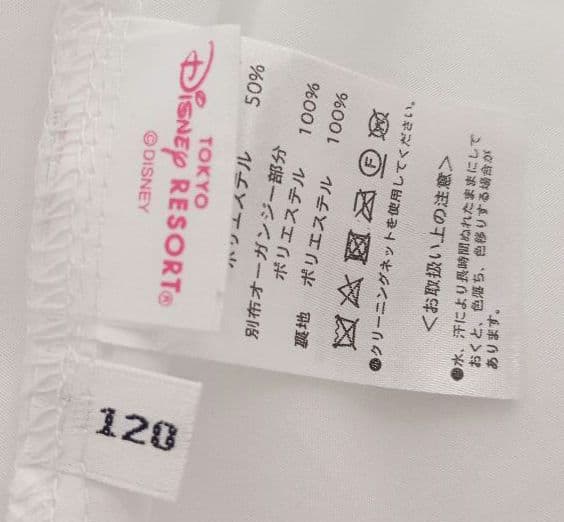 TOKYO
Disney RESORT®
©DISNEY
ポリエステル 50%
別布オーガンジー部分
ポリエステル 100%
裏地 ポリエステル 100%
F
●クリーニングネットを使用してください。
<お取扱い上の注意>
●水、汗により長時間ぬれたままにして
おくと、色落ち、色移りする場合が
あります。
120